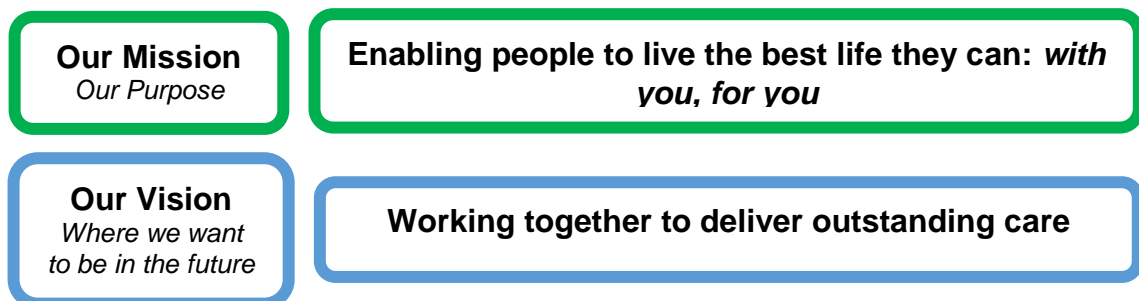 Our Mission
Our Purpose
Enabling people to live the best life they can: with
you, for you
Our Vision
Where we want
to be in the future
Working together to deliver outstanding care